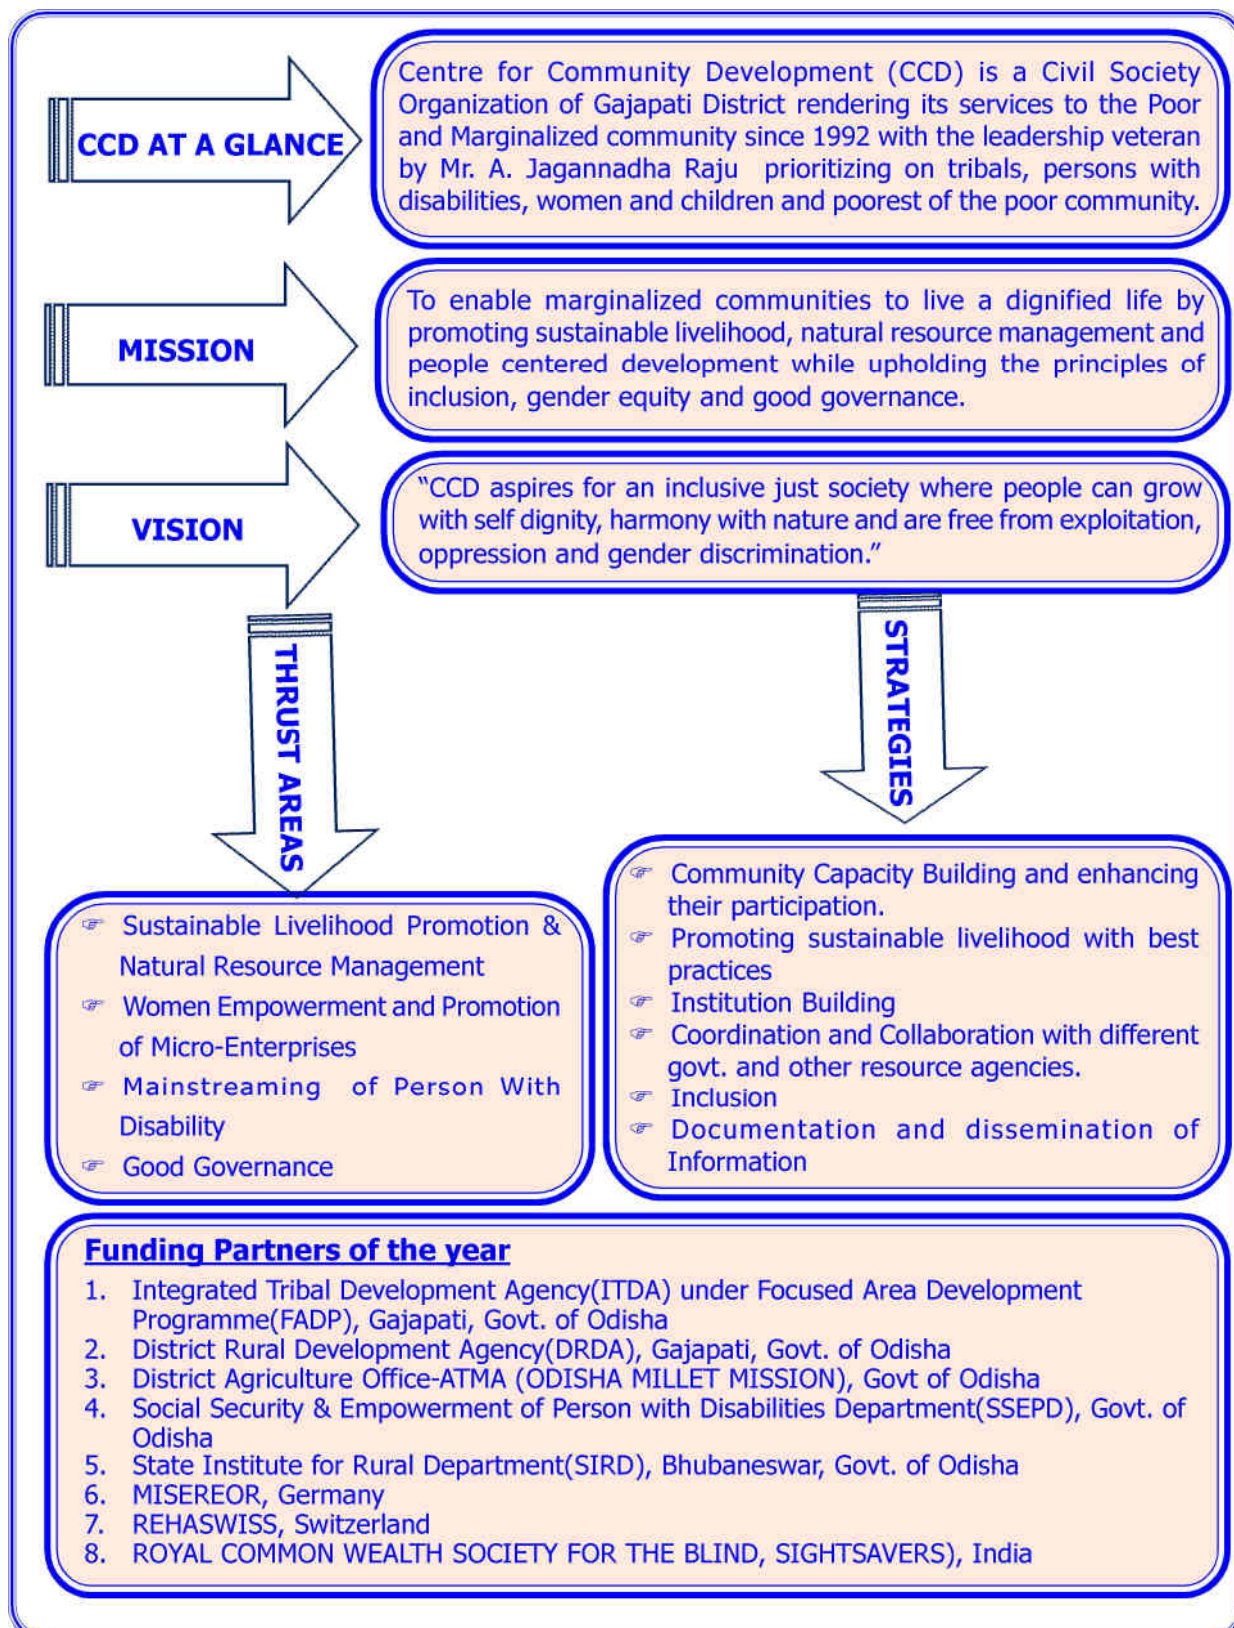 CCD AT A GLANCE
Centre for Community Development (CCD) is a Civil Society
Organization of Gajapati District rendering its services to the Poor
and Marginalized community since 1992 with the leadership veteran
by Mr. A. Jagannadha Raju prioritizing on tribals, persons with
disabilities, women and children and poorest of the poor community.
MISSION
To enable marginalized communities to live a dignified life by
promoting sustainable livelihood, natural resource management and
people centered development while upholding the principles of
inclusion, gender equity and good governance.
VISION
“CCD aspires for an inclusive just society where people can grow
with self dignity, harmony with nature and are free from exploitation,
oppression and gender discrimination.”
THRUST AREAS
☞ Sustainable Livelihood Promotion &
Natural Resource Management
☞ Women Empowerment and Promotion
of Micro-Enterprises
☞ Mainstreaming of Person With
Disability
☞ Good Governance
STRATEGIES
☞ Community Capacity Building and enhancing
their participation.
☞ Promoting sustainable livelihood with best
practices
☞ Institution Building
☞ Coordination and Collaboration with different
govt. and other resource agencies.
☞ Inclusion
☞ Documentation and dissemination of
Information
Funding Partners of the year
1. Integrated Tribal Development Agency(ITDA) under Focused Area Development
Programme(FADP), Gajapati, Govt. of Odisha
2. District Rural Development Agency(DRDA), Gajapati, Govt. of Odisha
3. District Agriculture Office-ATMA (ODISHA MILLET MISSION), Govt of Odisha
4. Social Security & Empowerment of Person with Disabilities Department(SSEPD), Govt. of
Odisha
5. State Institute for Rural Department(SIRD), Bhubaneswar, Govt. of Odisha
6. MISEREOR, Germany
7. REHASWISS, Switzerland
8. ROYAL COMMON WEALTH SOCIETY FOR THE BLIND, SIGHTSAVERS), India